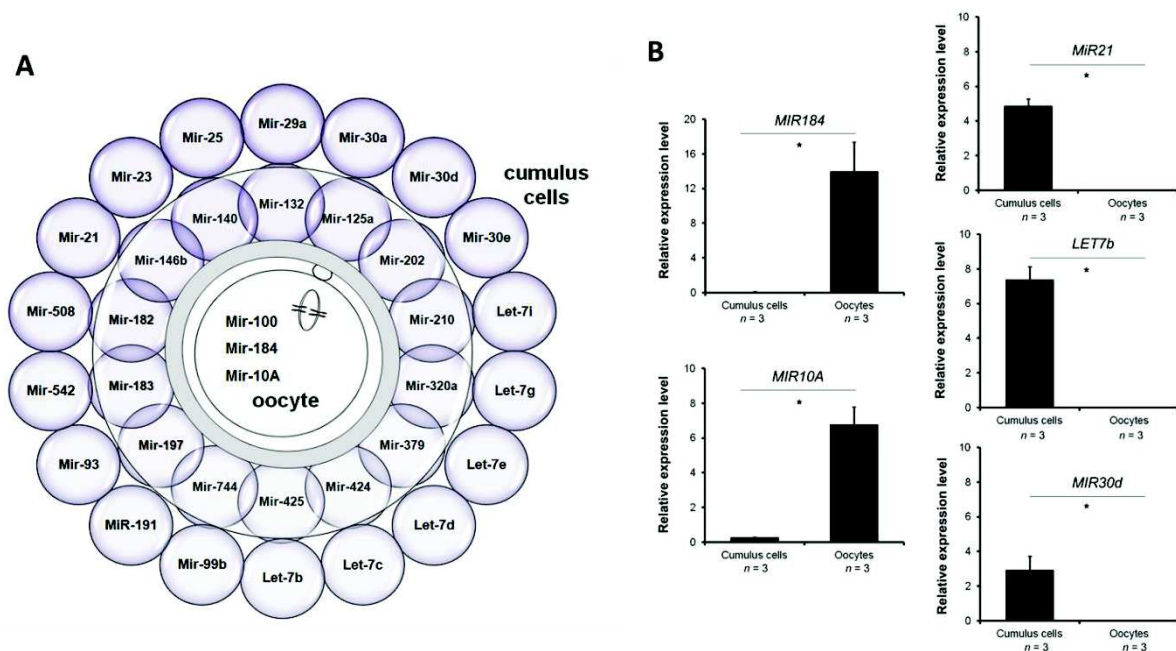 A
Mir-29a
Mir-30a
Mir-30d
Mir-30e
Let-7i
Let-7g
Let-7e
Let-7d
Let-7c
Let-7b
Mir-99b
MiR-191
Mir-93
Mir-542
Mir-508
Mir-21
Mir-23
Mir-25
cumulus
cells
Mir-132
Mir-125a
Mir-202
Mir-210
Mir-320a
Mir-379
Mir-424
Mir-425
Mir-744
Mir-197
Mir-183
Mir-182
Mir-146b
Mir-140
Mir-100
Mir-184
Mir-10A
oocyte
B
MIR184
*
Relative expression level
20
16
12
8
4
0
Cumulus cells
n = 3
Oocytes
n = 3
MIR10A
*
Relative expression level
10
8
6
4
2
0
Cumulus cells
n = 3
Oocytes
n = 3
MiR21
*
Relative expression level
10
8
6
4
2
0
Cumulus cells
n = 3
Oocytes
n = 3
LET7b
*
Relative expression level
10
8
6
4
2
0
Cumulus cells
n = 3
Oocytes
n = 3
MIR30d
*
Relative expression level
8
6
4
2
0
Cumulus cells
n = 3
Oocytes
n = 3